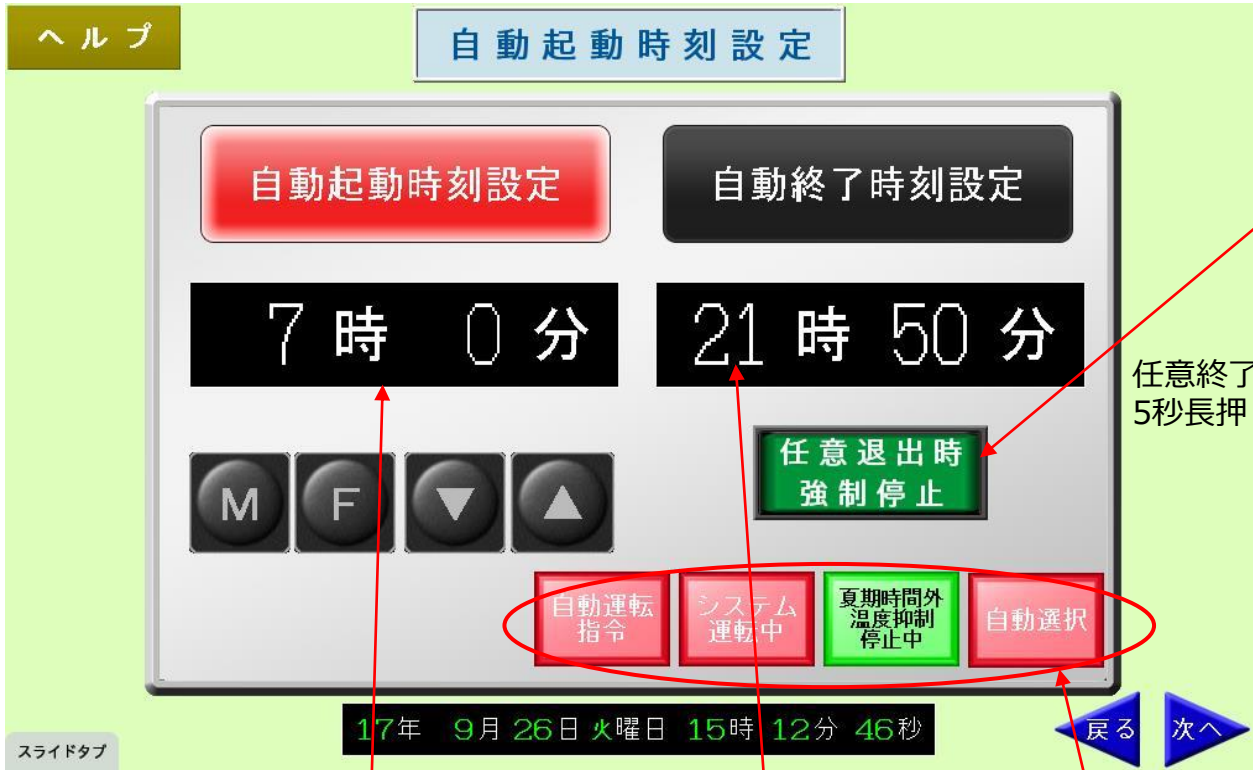 ヘルプ
自動起動時刻設定
自動起動時刻設定
自動終了時刻設定
7時 0分
21時 50分
任意終了
5秒長押
M
F
▼
▲
任意退出時
強制停止
自動運転
指令
システム
運転中
夏期時間外
温度抑制
停止中
自動選択
17年 9月26日 火曜日 15時12分 46秒
戻る
次へ
スライドタブ